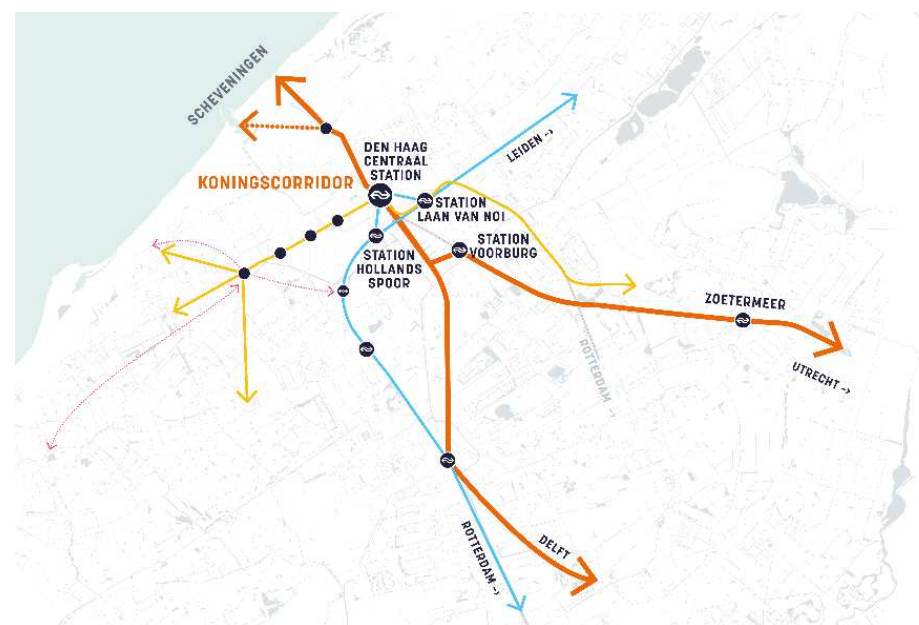 SCHEVENINGEN
DEN HAAG
CENTRAAL
STATION
LEIDEN ->
KONINGSCORRIDOR
STATION
LAAN VAN NOI
STATION
VOORBURG
STATION
HOLLANDS
SPOOR
ZOETERMEER
ROTTERDAM ->
UTRECHT ->
ROTTERDAM ->
DELFT